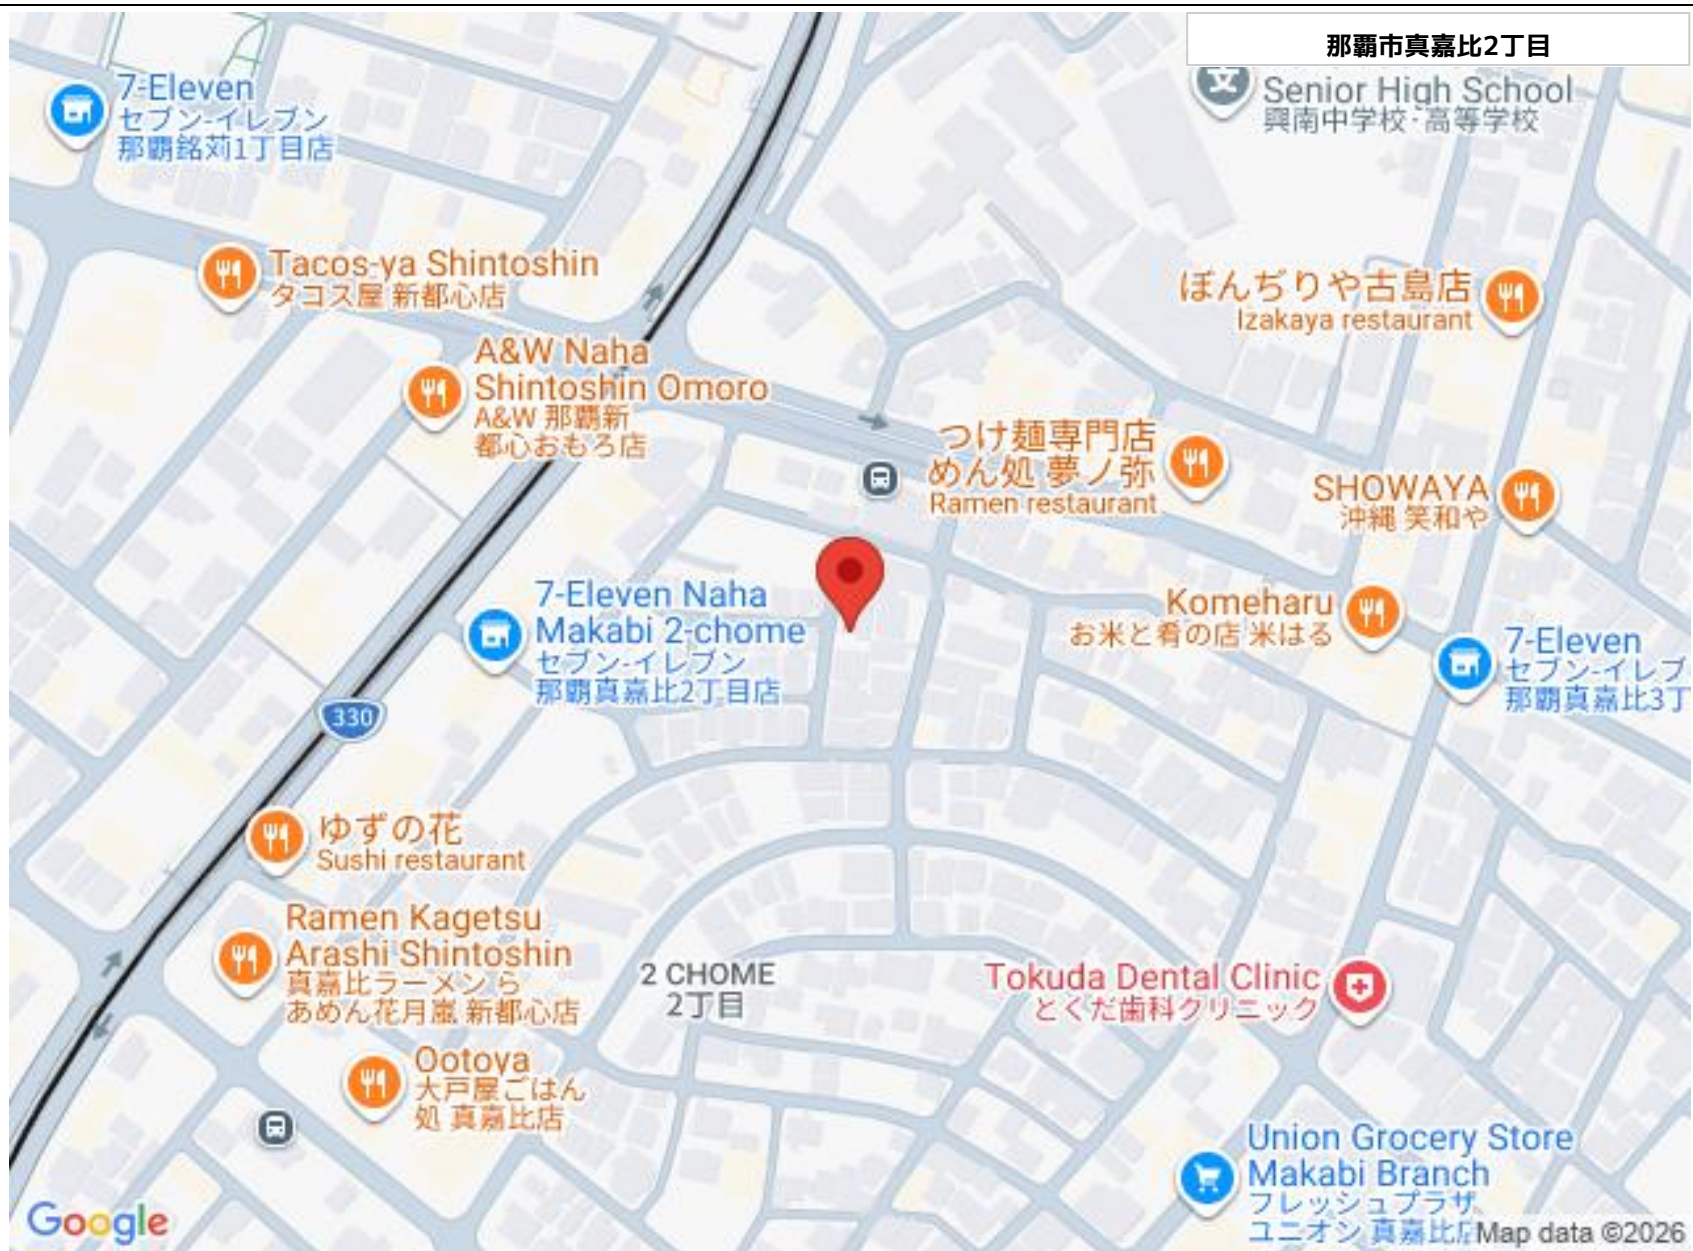 那覇市真嘉比2丁目
7-Eleven
セブン-イレブン
那覇銘苅1丁目店
Senior High School
興南中学校・高等学校
Tacos-ya Shintoshin
タコス屋 新都心店
ぼんぢりや古島店
Izakaya restaurant
A&W Naha
Shintoshin Omoro
A&W 那覇新
都心おもろ店
つけ麺専門店
めん処 夢ノ弥
Ramen restaurant
SHOWAYA
沖縄 笑和や
7-Eleven Naha
Makabi 2-chome
セブン-イレブン
那覇真嘉比2丁目店
Komeharu
お米と肴の店 米はる
7-Eleven
セブン-イレブ
那覇真嘉比3丁
330
ゆずの花
Sushi restaurant
Ramen Kagetsu
Arashi Shintoshin
真嘉比ラーメン ら
あめん花月嵐 新都心店
2 CHOME
2丁目
Tokuda Dental Clinic
とくだ歯科クリニック
Ootoya
大戸屋ごはん
処 真嘉比店
Union Grocery Store
Makabi Branch
フレッシュプラザ
ユニオン 真嘉比店
Google
Map data ©2026